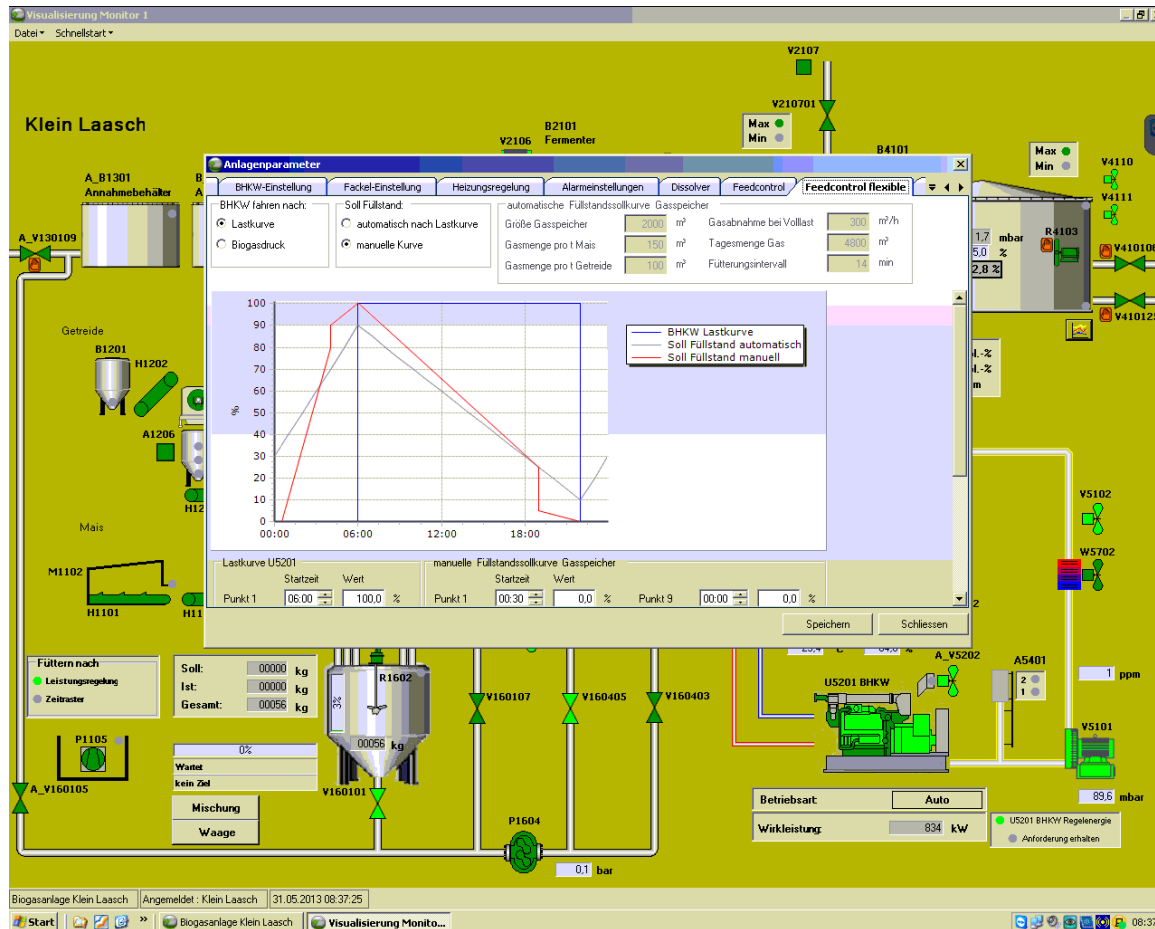 Visualisierung Monitor 1
Datei Schnellstart
V2107
V210701
Klein Laasch
Max
Min
B2101
Fermenter
V2106
B4101
Max
Min
V4110
V4111
A_B1301
Annahmebehälter
A_V130109
Anlagenparameter
BHKW-Einstellung Fackel-Einstellung Heizungsregelung Alarmeinstellungen Dissolver Feedcontrol Feedcontrol flexible
BHKW fahren nach:
Lastkurve
Biogasdruck
Soll Füllstand:
automatisch nach Lastkurve
manuelle Kurve
automatische Füllstandssollkurve Gasspeicher
Größe Gasspeicher 2000 m³ Gasabnahme bei Volllast 300 m³/h
Gasmenge pro t Mais 150 m³ Tagesmenge Gas 4800 m³
Gasmenge pro t Getreide 100 m³ Fütterungsintervall 14 min
1,7 mbar
5,0 %
2,8 %
R4103
V410106
V410125
100
90
80
70
60
50
40
30
20
10
0
%
00:00 06:00 12:00 18:00
BHKW Lastkurve
Soll Füllstand automatisch
Soll Füllstand manuell
Getreide
B1201
H1202
A1206
H12
Mais
M1102
H1101
H11
Lastkurve U5201
Startzeit Wert
Punkt 1 06:00 100,0 %
manuelle Füllstandssollkurve Gasspeicher
Startzeit Wert
Punkt 1 00:30 0,0 % Punkt 9 00:00 0,0 %
Speichern Schliessen
V5102
W5702
Füttern nach
Leistungsregelung
Zeitraster
Soll: 00000 kg
Ist: 00000 kg
Gesamt: 00056 kg
R1602
3%
00056 kg
V160107
V160405
V160403
A_V5202
A5401
2
1
1 ppm
U5201 BHKW
V5101
P1105
0%
Wartet
kein Ziel
Mischung
Waage
A_V160105
V160101
P1604
0,1 bar
89,6 mbar
Betriebsart: Auto
Wirkleistung: 834 kW
U5201 BHKW Regelenergie
Anforderung erhalten
Biogasanlage Klein Laasch Angemeldet : Klein Laasch 31.05.2013 08:37:25
Start » Biogasanlage Klein Laasch Visualisierung Monito... 08:37